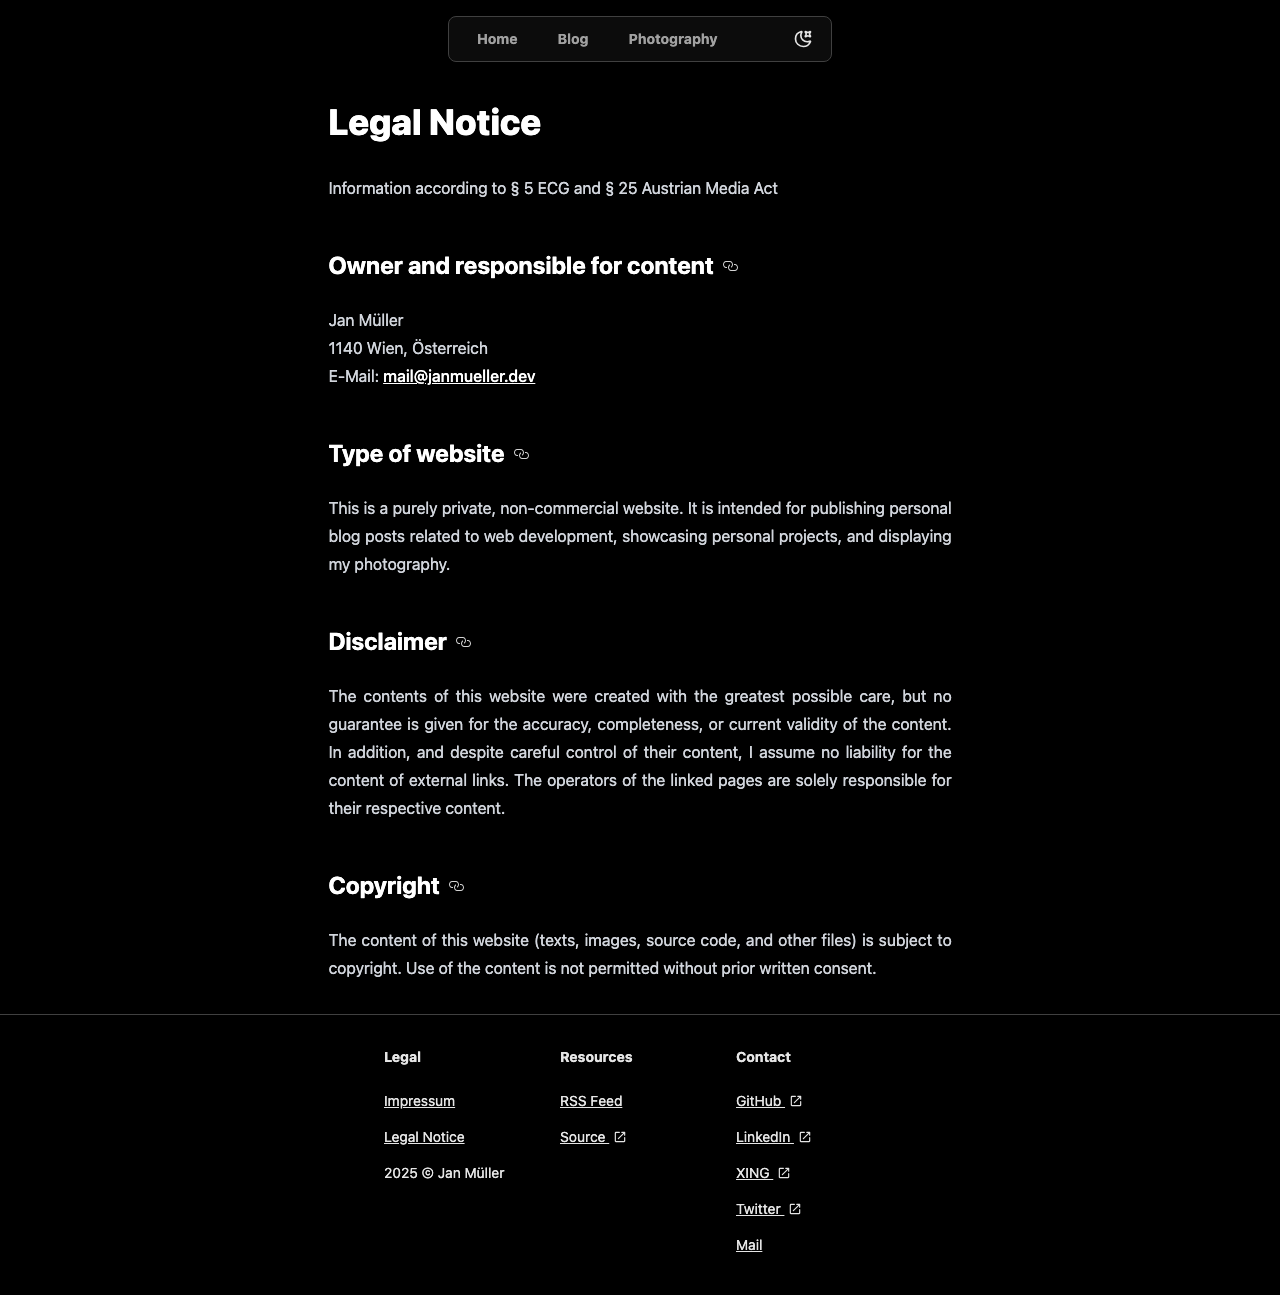 Home Blog Photography
Legal Notice
Information according to § 5 ECG and § 25 Austrian Media Act
Owner and responsible for content
Jan Müller
1140 Wien, Österreich
E-Mail: mail@janmueller.dev
Type of website
This is a purely private, non-commercial website. It is intended for publishing personal
blog posts related to web development, showcasing personal projects, and displaying
my photography.
Disclaimer
The contents of this website were created with the greatest possible care, but no
guarantee is given for the accuracy, completeness, or current validity of the content.
In addition, and despite careful control of their content, I assume no liability for the
content of external links. The operators of the linked pages are solely responsible for
their respective content.
Copyright
The content of this website (texts, images, source code, and other files) is subject to
copyright. Use of the content is not permitted without prior written consent.
Legal
Impressum
Legal Notice
2025 © Jan Müller
Resources
RSS Feed
Source
Contact
GitHub
LinkedIn
XING
Twitter
Mail